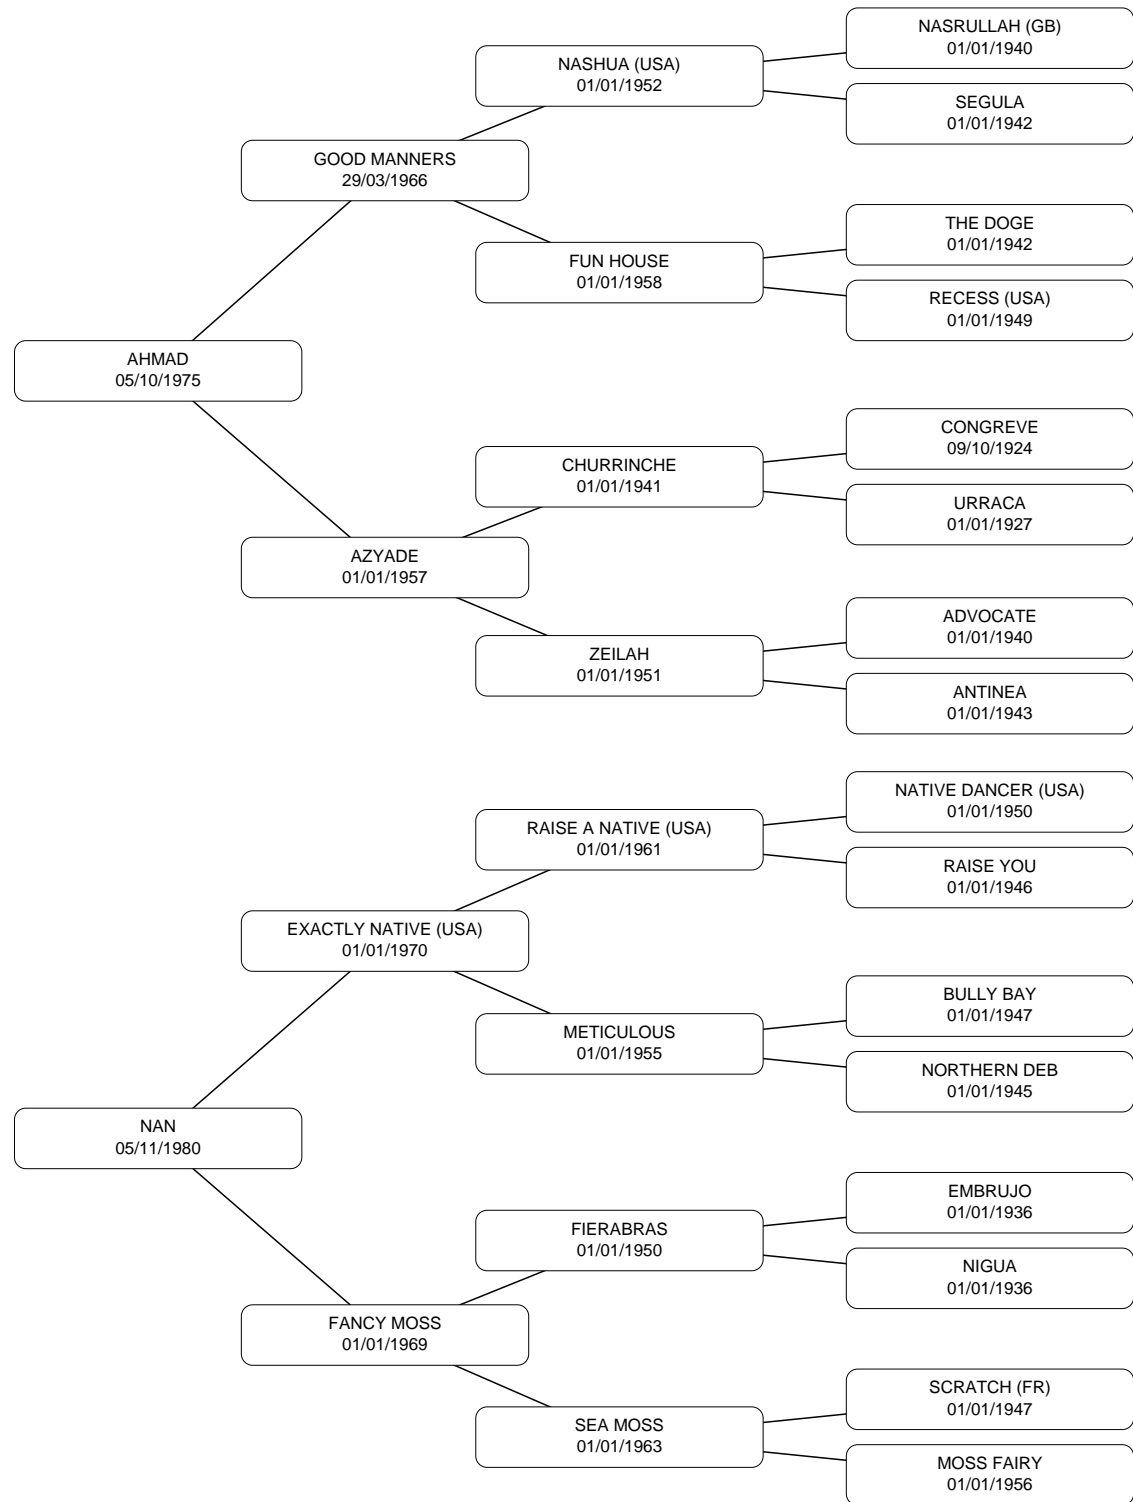 NASRULLAH (GB)
01/01/1940
NASHUA (USA)
01/01/1952
SEGULA
01/01/1942
GOOD MANNERS
29/03/1966
THE DOGE
01/01/1942
FUN HOUSE
01/01/1958
RECESS (USA)
01/01/1949
AHMAD
05/10/1975
CONGREVE
09/10/1924
CHURRINCHE
01/01/1941
URRACA
01/01/1927
AZYADE
01/01/1957
ADVOCATE
01/01/1940
ZEILAH
01/01/1951
ANTINEA
01/01/1943
NATIVE DANCER (USA)
01/01/1950
RAISE A NATIVE (USA)
01/01/1961
RAISE YOU
01/01/1946
EXACTLY NATIVE (USA)
01/01/1970
BULLY BAY
01/01/1947
METICULOUS
01/01/1955
NORTHERN DEB
01/01/1945
NAN
05/11/1980
EMBRUJO
01/01/1936
FIERABRAS
01/01/1950
NIGUA
01/01/1936
FANCY MOSS
01/01/1969
SCRATCH (FR)
01/01/1947
SEA MOSS
01/01/1963
MOSS FAIRY
01/01/1956